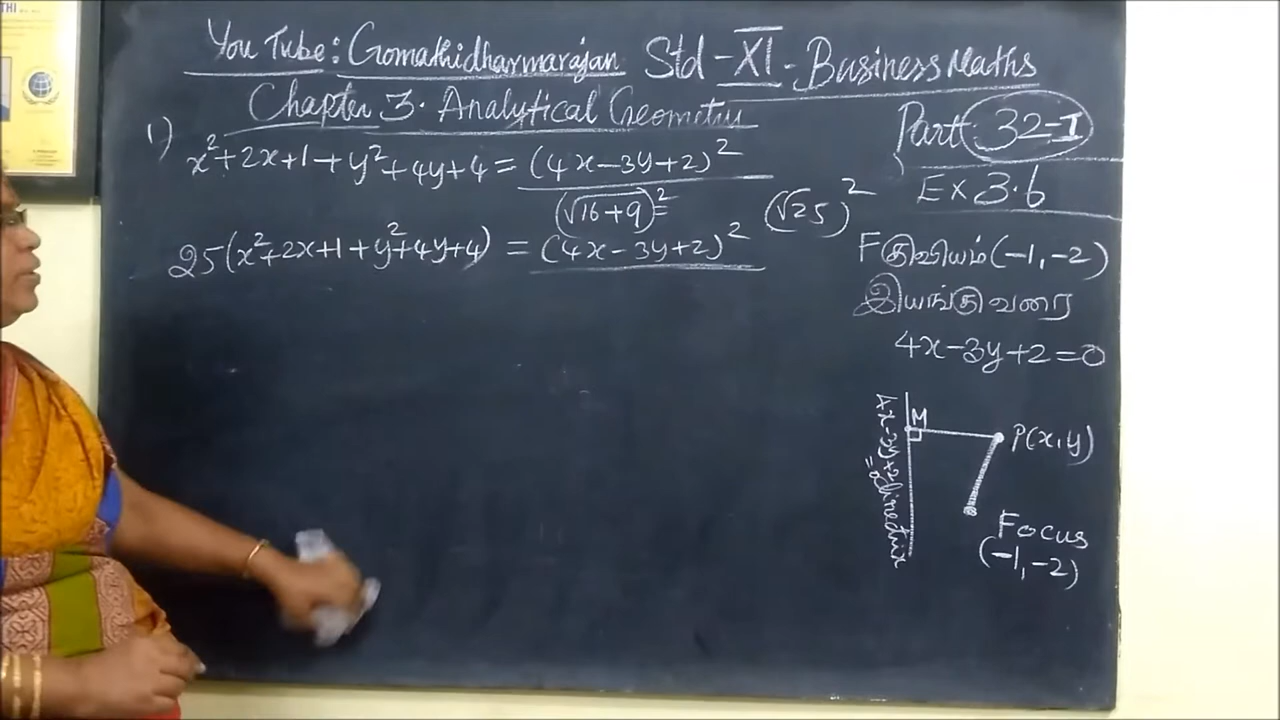 THI .
You Tube: Gomathidharmarajan Std - XI - Business Maths
Chapter 3. Analytical Geometry
Part 32-I
Ex 3.6
1) x²+2x+1+y²+4y+4 = (4x-3y+2)²
(√16+9)²= (√25)²
25(x²+2x+1+y²+4y+4) = (4x-3y+2)²
F குவியம் (-1,-2)
இயங்குவரை
4x-3y+2=0
M
P(x,y)
4x-3y+2
=0 directrix
Focus
(-1,-2)